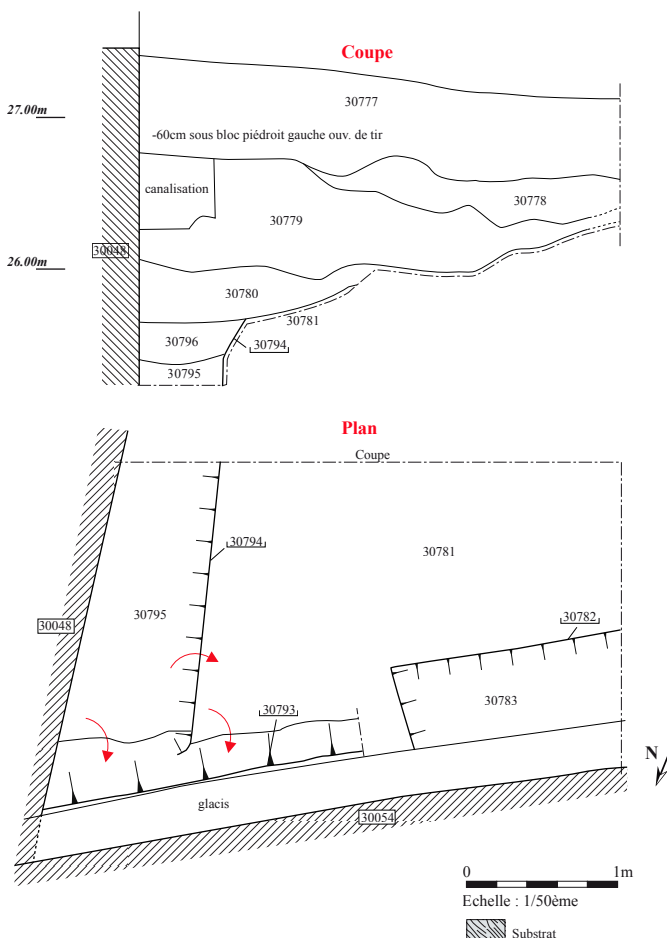 Coupe
27.00m
30777
-60cm sous bloc piédroit gauche ouv. de tir
canalisation
30778
30779
30048
26.00m
30780
30781
30796
30794
30795
Plan
Coupe
30794
30781
30795
30782
30048
30783
30793
N
glacis
30054
0 1m
Echelle : 1/50ème
Substrat